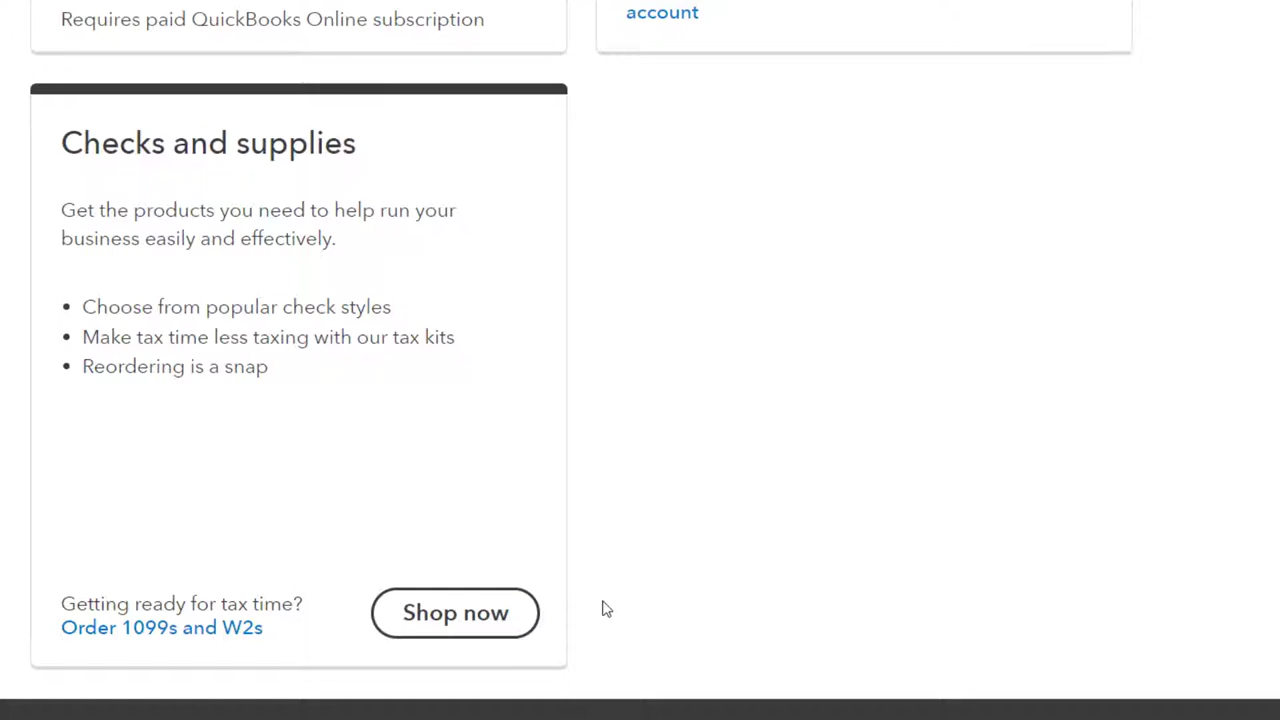 Requires paid QuickBooks Online subscription
account
Checks and supplies
Get the products you need to help run your
business easily and effectively.
• Choose from popular check styles
• Make tax time less taxing with our tax kits
• Reordering is a snap
Getting ready for tax time?
Order 1099s and W2s
Shop now